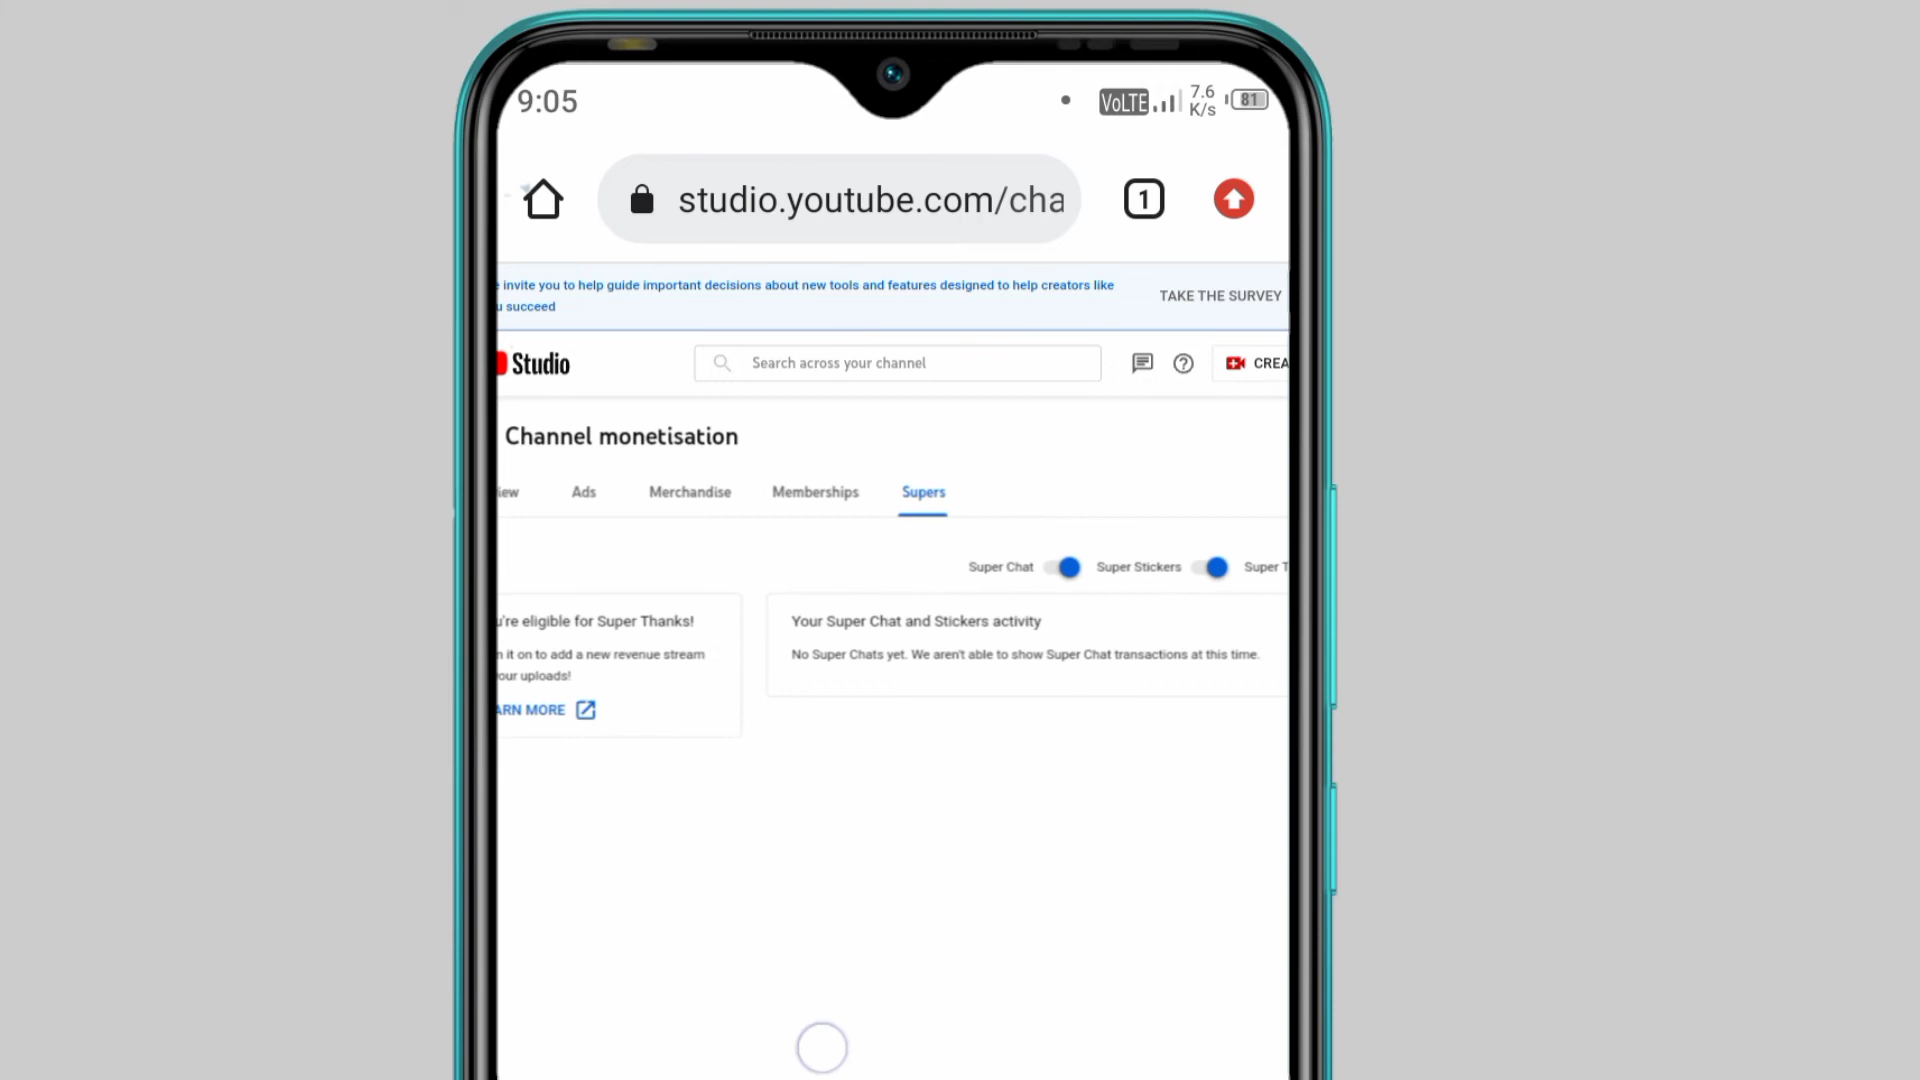 9:05
VoLTE
7.6
K/s
81
studio.youtube.com/cha
1
invite you to help guide important decisions about new tools and features designed to help creators like
u succeed
TAKE THE SURVEY
Studio
Search across your channel
CREA
Channel monetisation
iew
Ads
Merchandise
Memberships
Supers
Super Chat
Super Stickers
Super T
u're eligible for Super Thanks!
n it on to add a new revenue stream
our uploads!
ARN MORE
Your Super Chat and Stickers activity
No Super Chats yet. We aren't able to show Super Chat transactions at this time.